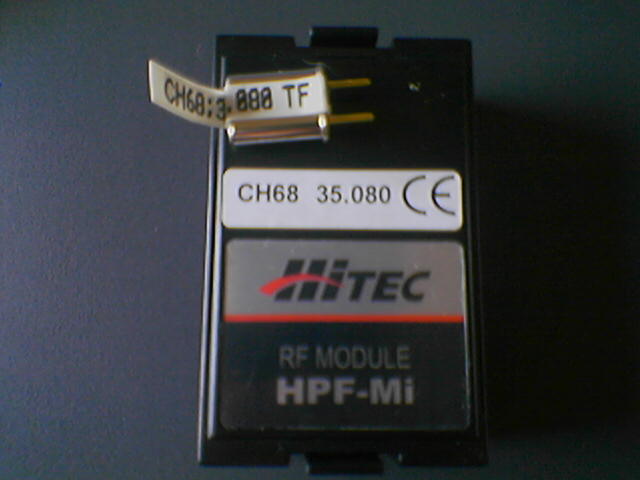 CH68;3.080 TF
CH68 35.080 CE
HiTEC
RF MODULE
HPF-Mi